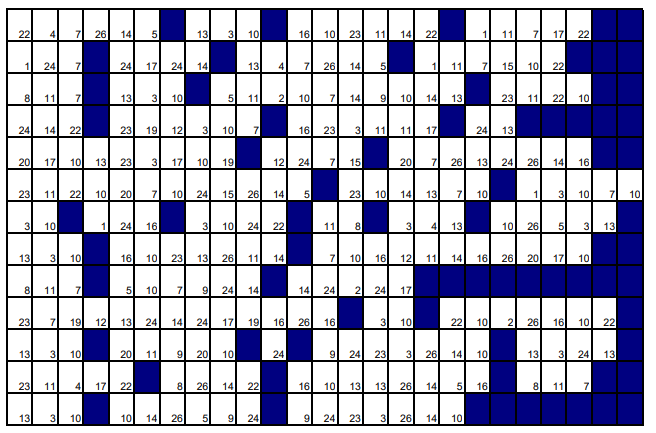 22 4 7 26 14 5 13 3 10 16 10 23 11 14 22 1 11 7 17 22
1 24 7 24 17 24 14 13 4 7 26 14 5 1 11 7 15 10 22
8 11 7 13 3 10 5 11 2 10 7 14 9 10 14 13 23 11 22 10
24 14 22 23 19 12 3 10 7 16 23 3 11 11 17 24 13
20 17 10 13 23 3 17 10 19 12 24 7 15 20 7 26 13 24 26 14 16
23 11 22 10 20 7 10 24 15 26 14 5 23 10 14 13 7 10 1 3 10 7 10
3 10 1 24 16 3 10 24 22 11 8 3 4 13 10 26 5 3 13
13 3 10 16 10 23 13 26 11 14 7 10 16 12 11 14 16 26 20 17 10
8 11 7 5 10 7 9 24 14 14 24 2 24 17
23 7 19 12 13 24 14 24 17 19 16 26 16 3 10 22 10 2 26 16 10 22
13 3 10 20 11 9 20 10 24 9 24 23 3 26 14 10 13 3 24 13
23 11 4 17 22 8 26 14 22 16 10 13 13 26 14 5 16 8 11 7
13 3 10 10 14 26 5 9 24 9 24 23 3 26 14 10